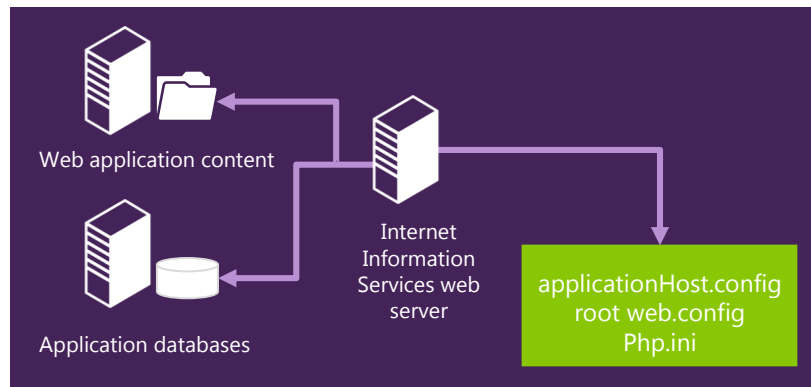 Web application content
Application databases
Internet
Information
Services web
server
applicationHost.config
root web.config
Php.ini